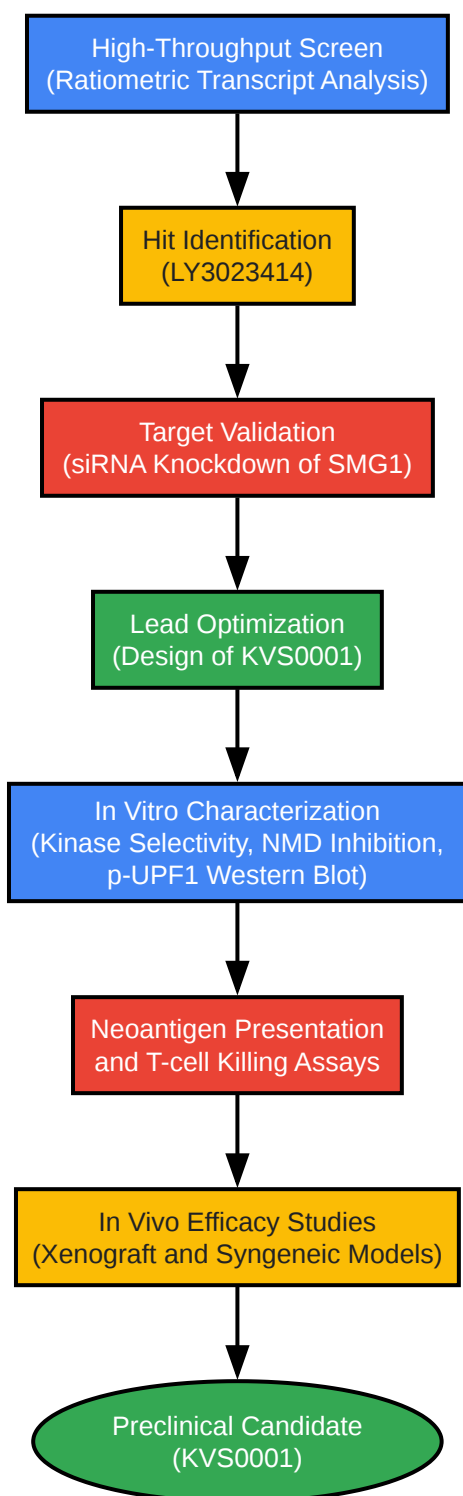 High-Throughput Screen
(Ratiometric Transcript Analysis)
Hit Identification
(LY3023414)
Target Validation
(siRNA Knockdown of SMG1)
Lead Optimization
(Design of KVS0001)
In Vitro Characterization
(Kinase Selectivity, NMD Inhibition,
p-UPF1 Western Blot)
Neoantigen Presentation
and T-cell Killing Assays
In Vivo Efficacy Studies
(Xenograft and Syngeneic Models)
Preclinical Candidate
(KVS0001)